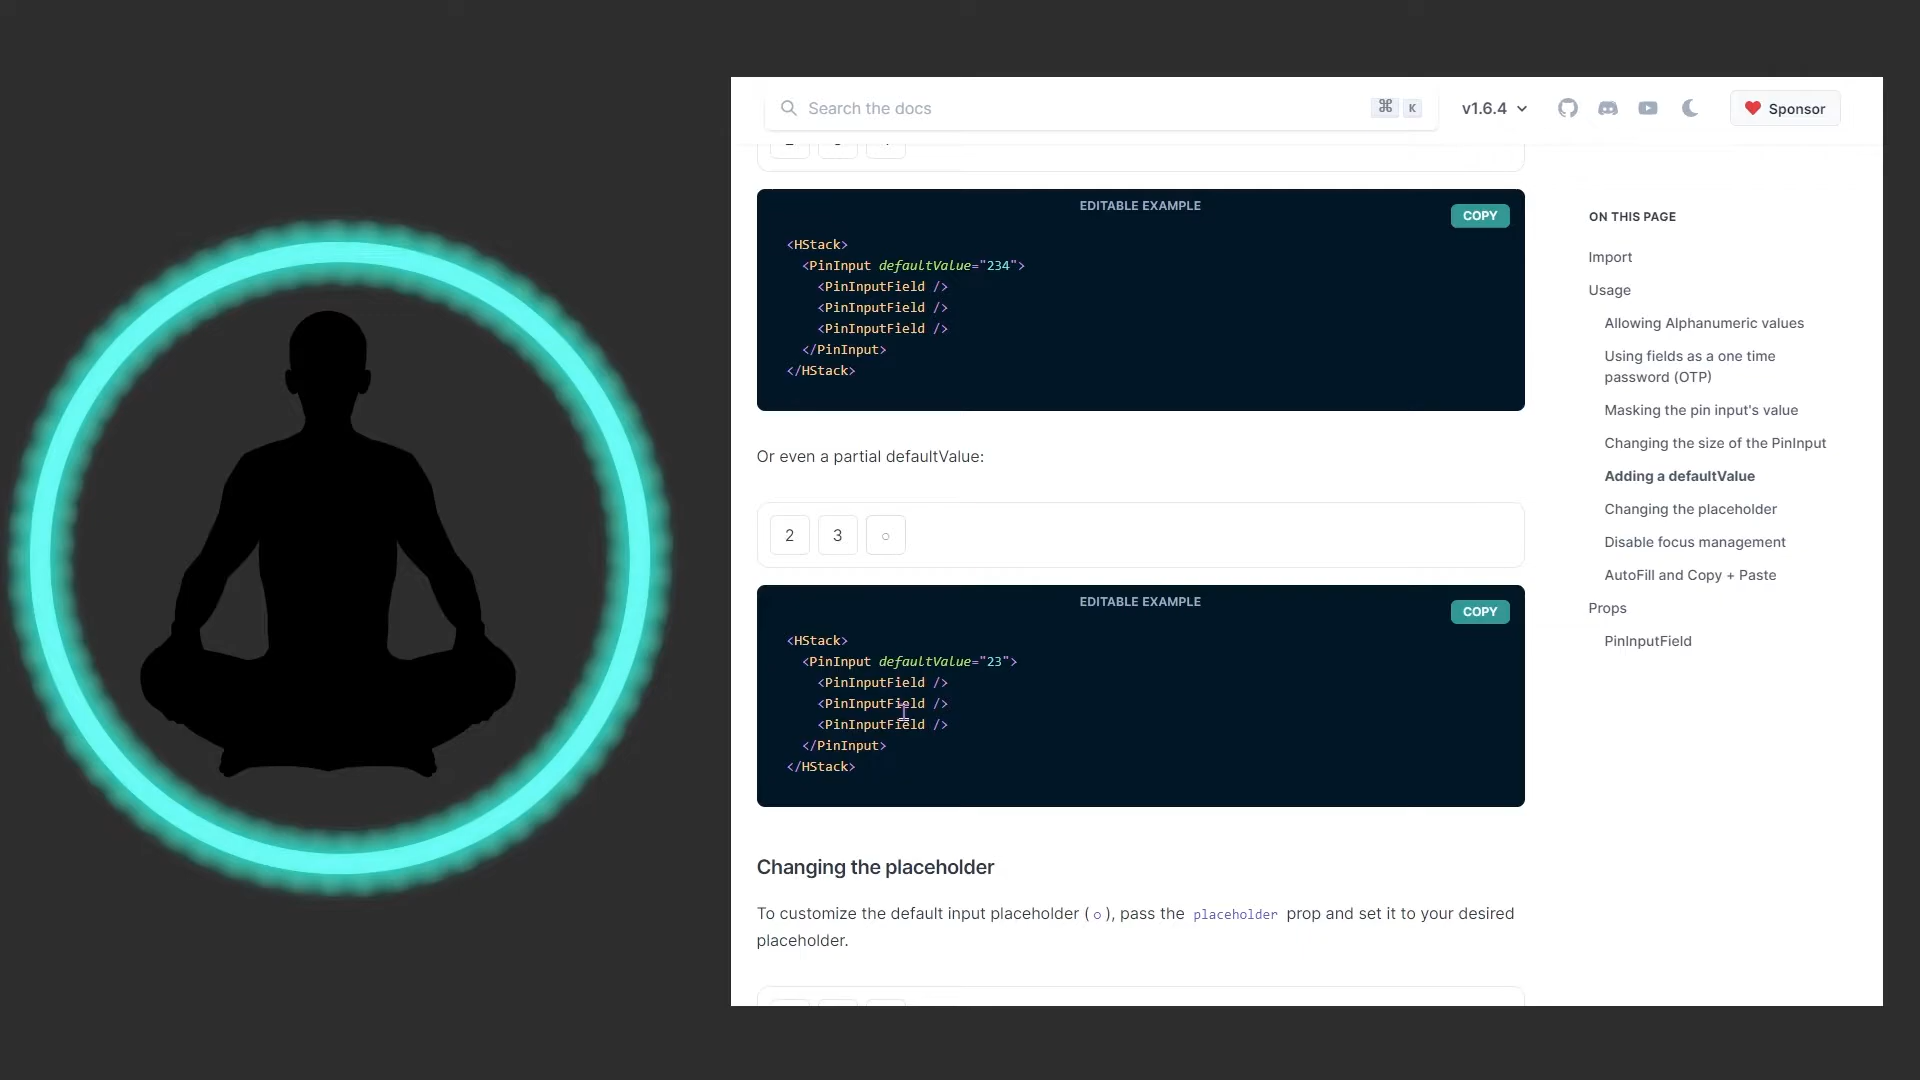 Search the docs
⌘ K
v1.6.4
Sponsor
EDITABLE EXAMPLE
COPY
<HStack>
<PinInput defaultValue="234">
<PinInputField />
<PinInputField />
<PinInputField />
</PinInput>
</HStack>
Or even a partial defaultValue:
2 3 ○
EDITABLE EXAMPLE
COPY
<HStack>
<PinInput defaultValue="23">
<PinInputField />
<PinInputField />
<PinInputField />
</PinInput>
</HStack>
Changing the placeholder
To customize the default input placeholder ( ○ ), pass the placeholder prop and set it to your desired
placeholder.
ON THIS PAGE
Import
Usage
Allowing Alphanumeric values
Using fields as a one time
password (OTP)
Masking the pin input's value
Changing the size of the PinInput
Adding a defaultValue
Changing the placeholder
Disable focus management
AutoFill and Copy + Paste
Props
PinInputField